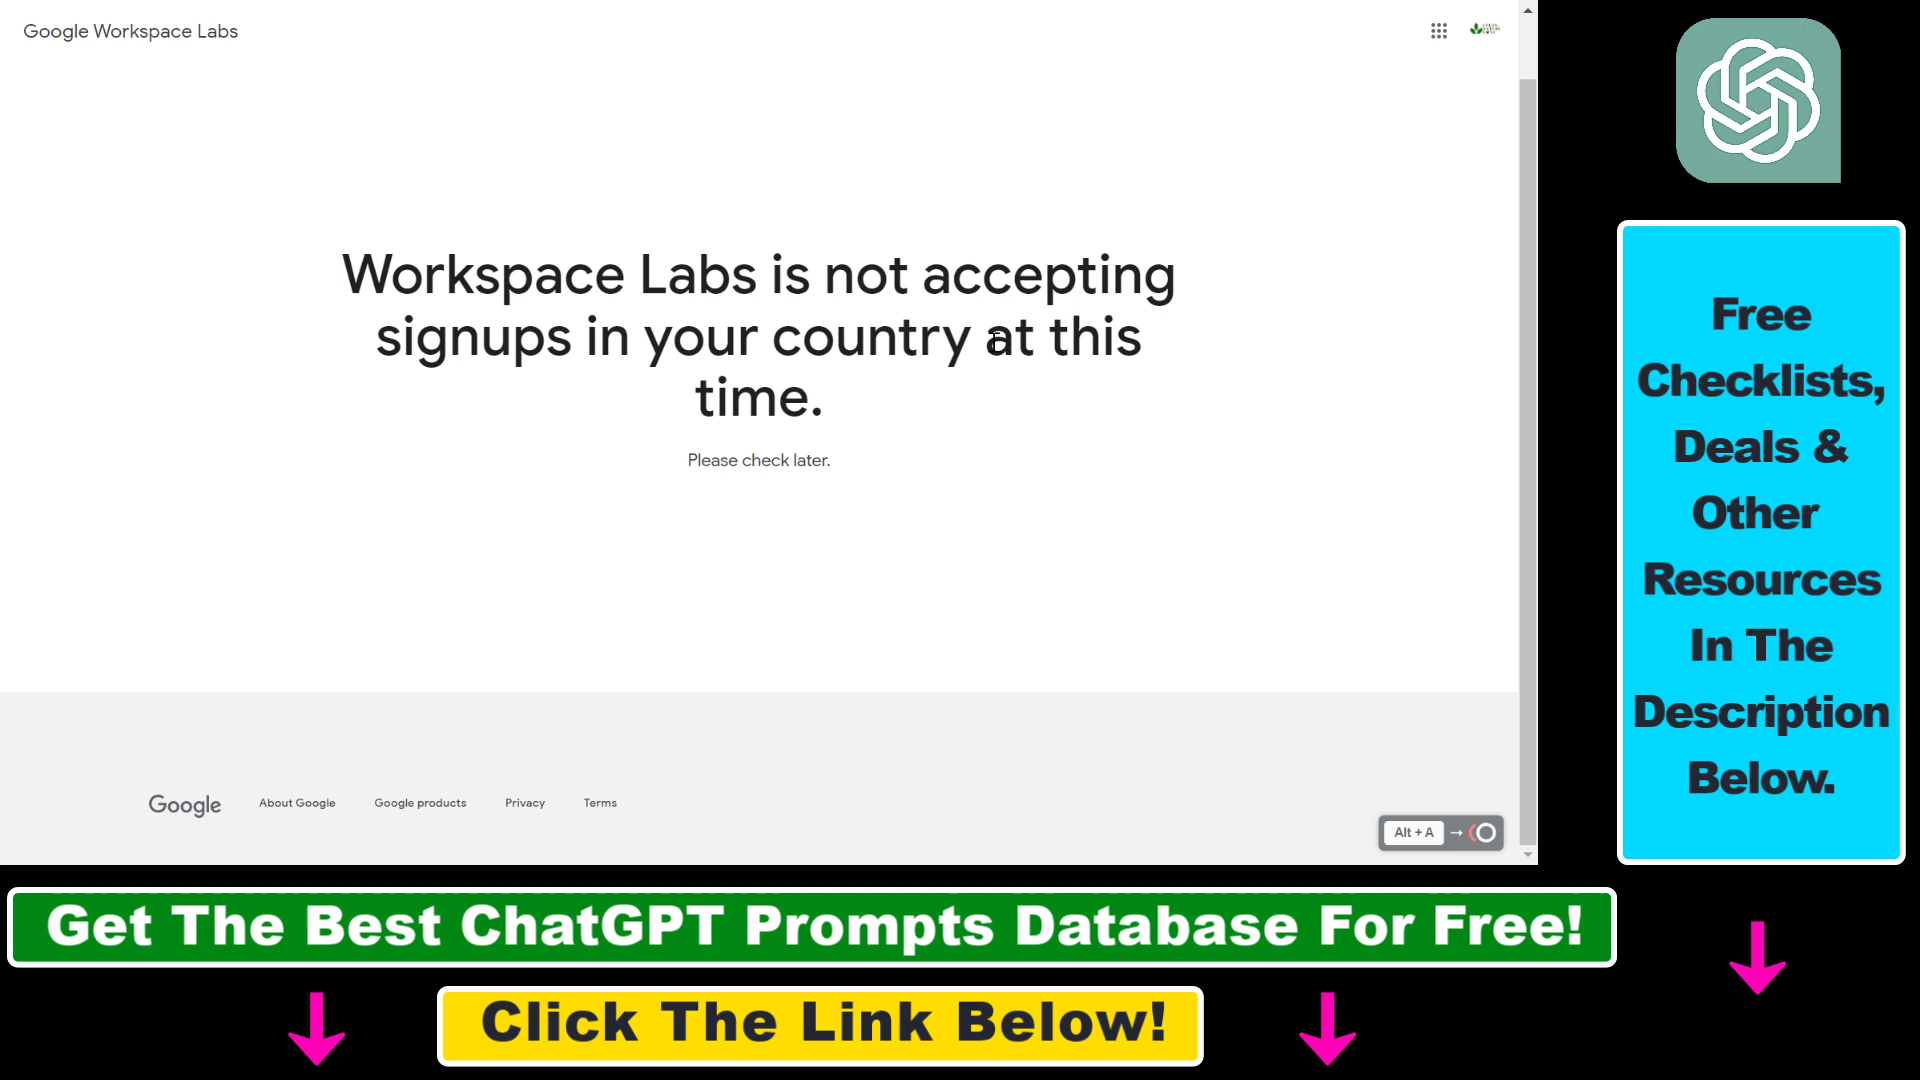 Google Workspace Labs
Workspace Labs is not accepting
signups in your country at this
time.
Please check later.
Google
About Google
Google products
Privacy
Terms
Alt + A
Free
Checklists,
Deals &
Other
Resources
In The
Description
Below.
Get The Best ChatGPT Prompts Database For Free!
Click The Link Below!